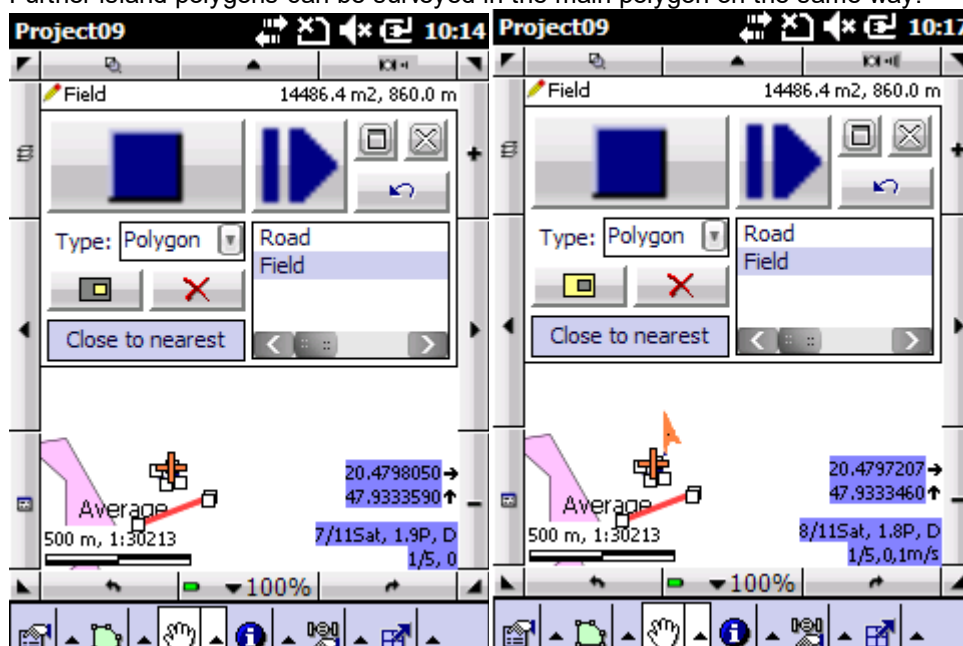 Further island polygons can be surveyed in the main polygon on the same way.
Project09
10:14
Field
14486.4 m2, 860.0 m
Type: Polygon
Road
Field
Close to nearest
Average
20.4798050
47.9333590
500 m, 1:30213
7/11Sat, 1.9P, D
1/5, 0
100%
Project09
10:17
Field
14486.4 m2, 860.0 m
Type: Polygon
Road
Field
Close to nearest
Average
20.4797207
47.9333460
500 m, 1:30213
8/11Sat, 1.8P, D
1/5,0,1m/s
100%